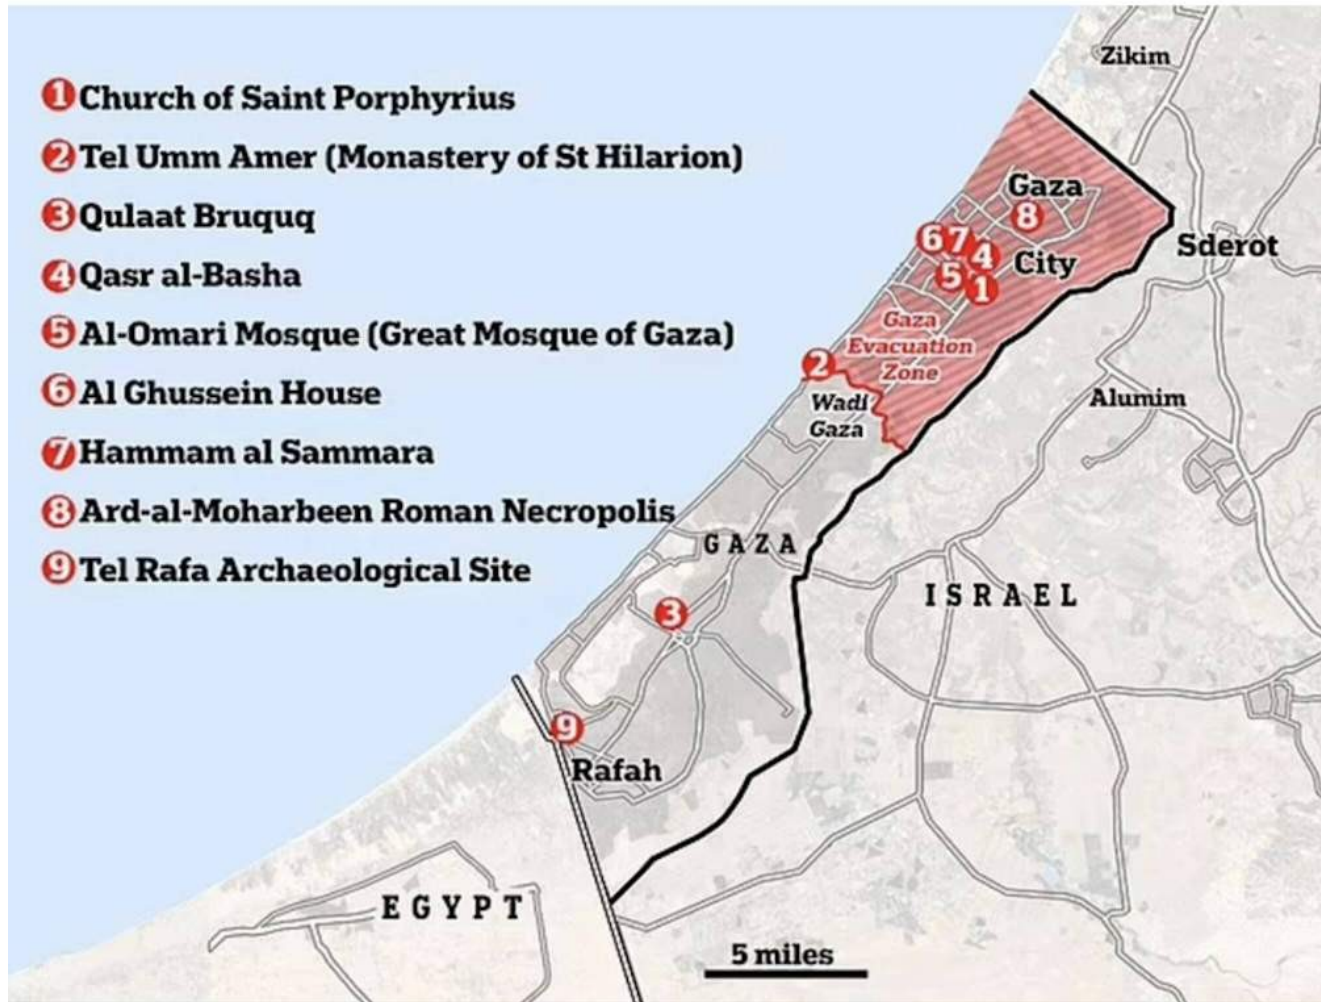 1 Church of Saint Porphyrius
2 Tel Umm Amer (Monastery of St Hilarion)
3 Qulaat Bruquq
4 Qasr al-Basha
5 Al-Omari Mosque (Great Mosque of Gaza)
6 Al Ghussein House
7 Hammam al Sammara
8 Ard-al-Moharbeen Roman Necropolis
9 Tel Rafa Archaeological Site
Zikim
Gaza
8
6 7 4
Sderot
City
5 1
Gaza
Evacuation
Zone
2
Wadi
Gaza
Alumim
GAZA
ISRAEL
3
9
Rafah
EGYPT
5 miles